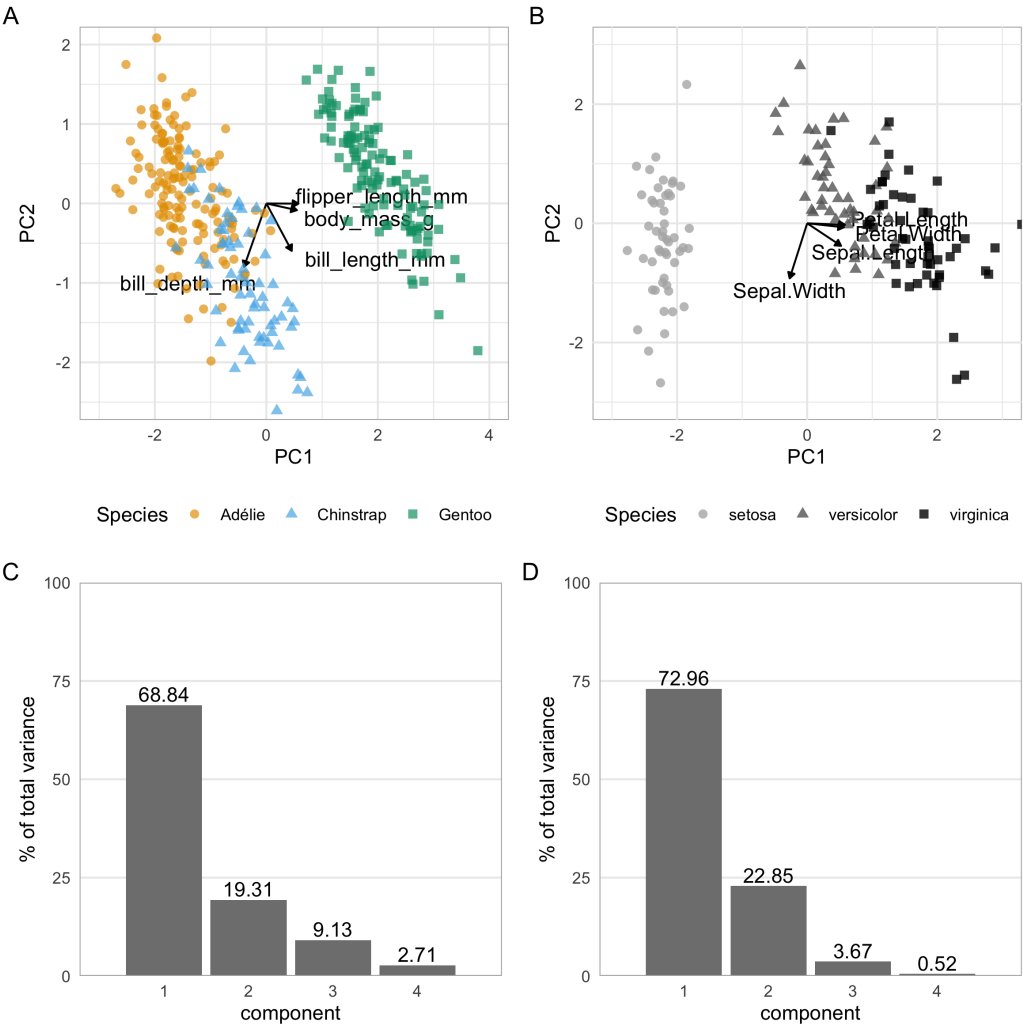 A
PC2
2
1
0
-1
-2
flipper_length_mm
body_mass_g
bill_length_mm
bill_depth_mm
-2 0 2 4
PC1
Species Adélie Chinstrap Gentoo
B
PC2
2
0
-2
Petal.Length
Petal.Width
Sepal.Length
Sepal.Width
-2 0 2
PC1
Species setosa versicolor virginica
C
% of total variance
100
75
50
25
0
68.84
19.31
9.13
2.71
1 2 3 4
component
D
% of total variance
100
75
50
25
0
72.96
22.85
3.67
0.52
1 2 3 4
component